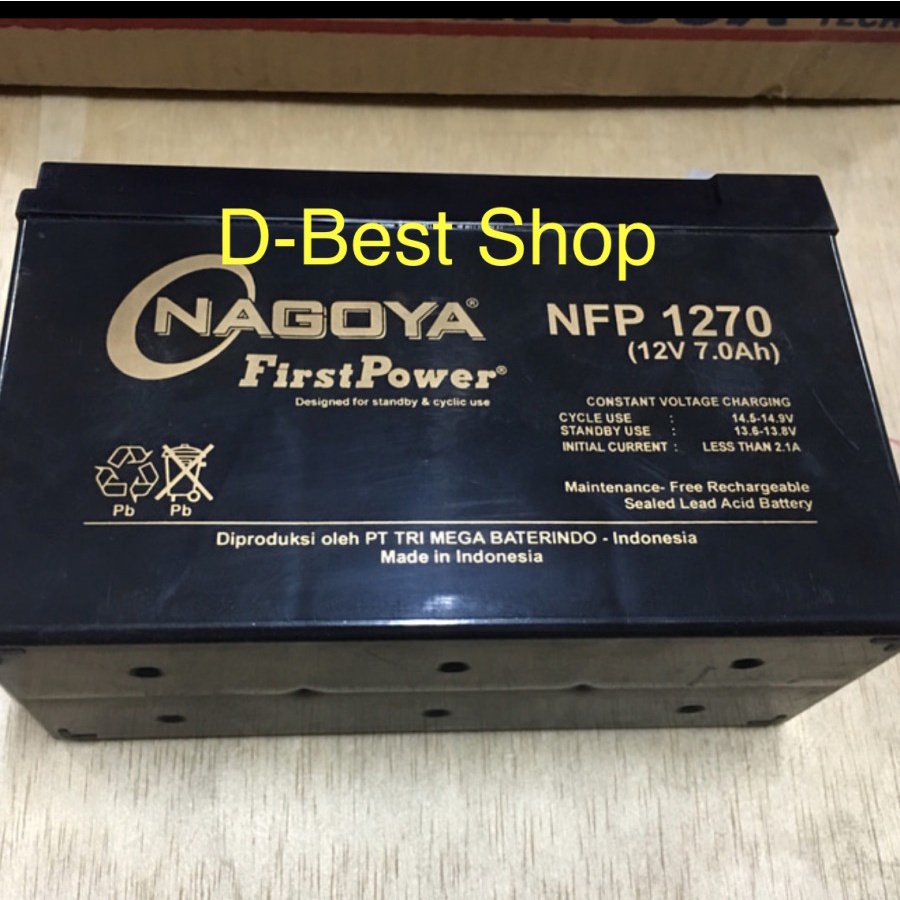 D-Best Shop
NAGOYA®
FirstPower®
Designed for standby & cyclic use
NFP 1270
(12V 7.0Ah)
CONSTANT VOLTAGE CHARGING
CYCLE USE : 14.5-14.9V
STANDBY USE : 13.6-13.8V
INITIAL CURRENT : LESS THAN 2.1A
Maintenance- Free Rechargeable
Sealed Lead Acid Battery
Pb Pb
Diproduksi oleh PT TRI MEGA BATERINDO - Indonesia
Made in Indonesia